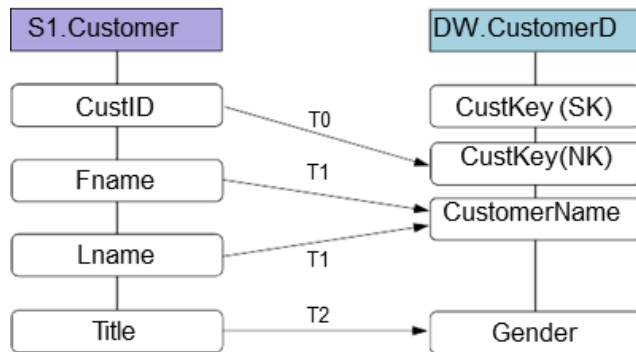 S1.Customer
DW.CustomerD
CustID
T0
CustKey (SK)
CustKey(NK)
Fname
T1
CustomerName
Lname
T1
Title
T2
Gender